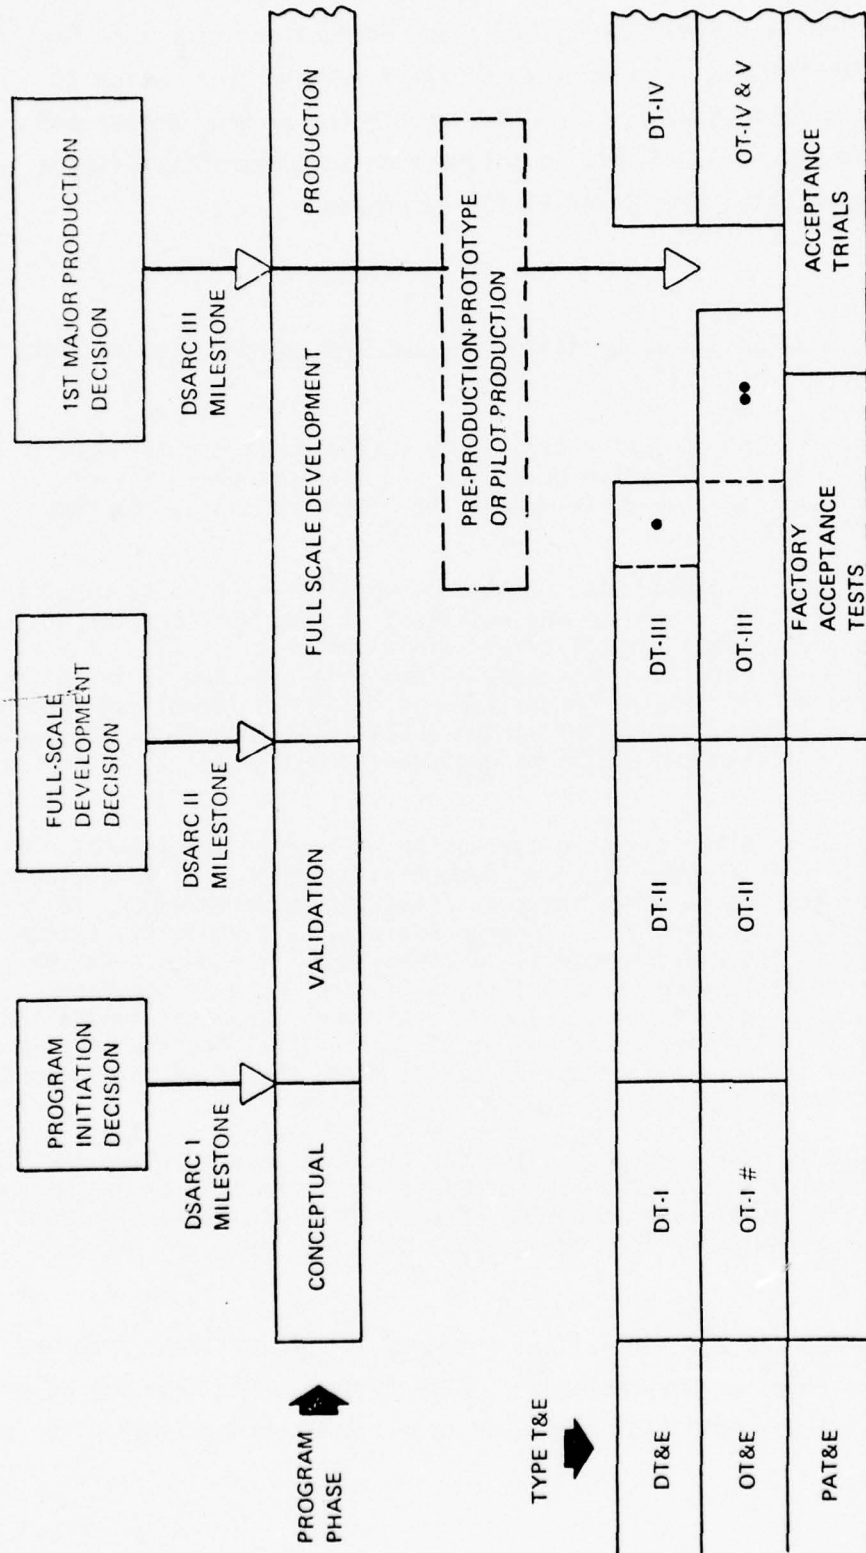 PROGRAM
INITIATION
DECISION
FULL-SCALE
DEVELOPMENT
DECISION
1ST MAJOR PRODUCTION
DECISION
DSARC I
MILESTONE
DSARC II
MILESTONE
DSARC III
MILESTONE
PROGRAM
PHASE
CONCEPTUAL
VALIDATION
FULL SCALE DEVELOPMENT
PRODUCTION
PRE-PRODUCTION-PROTOTYPE
OR PILOT-PRODUCTION
TYPE T&E
DT&E
DT-I
DT-II
DT-III
●
DT-IV
OT&E
OT-I #
OT-II
OT-III
●●
OT-IV & V
PAT&E
FACTORY
ACCEPTANCE
TESTS
ACCEPTANCE
TRIALS